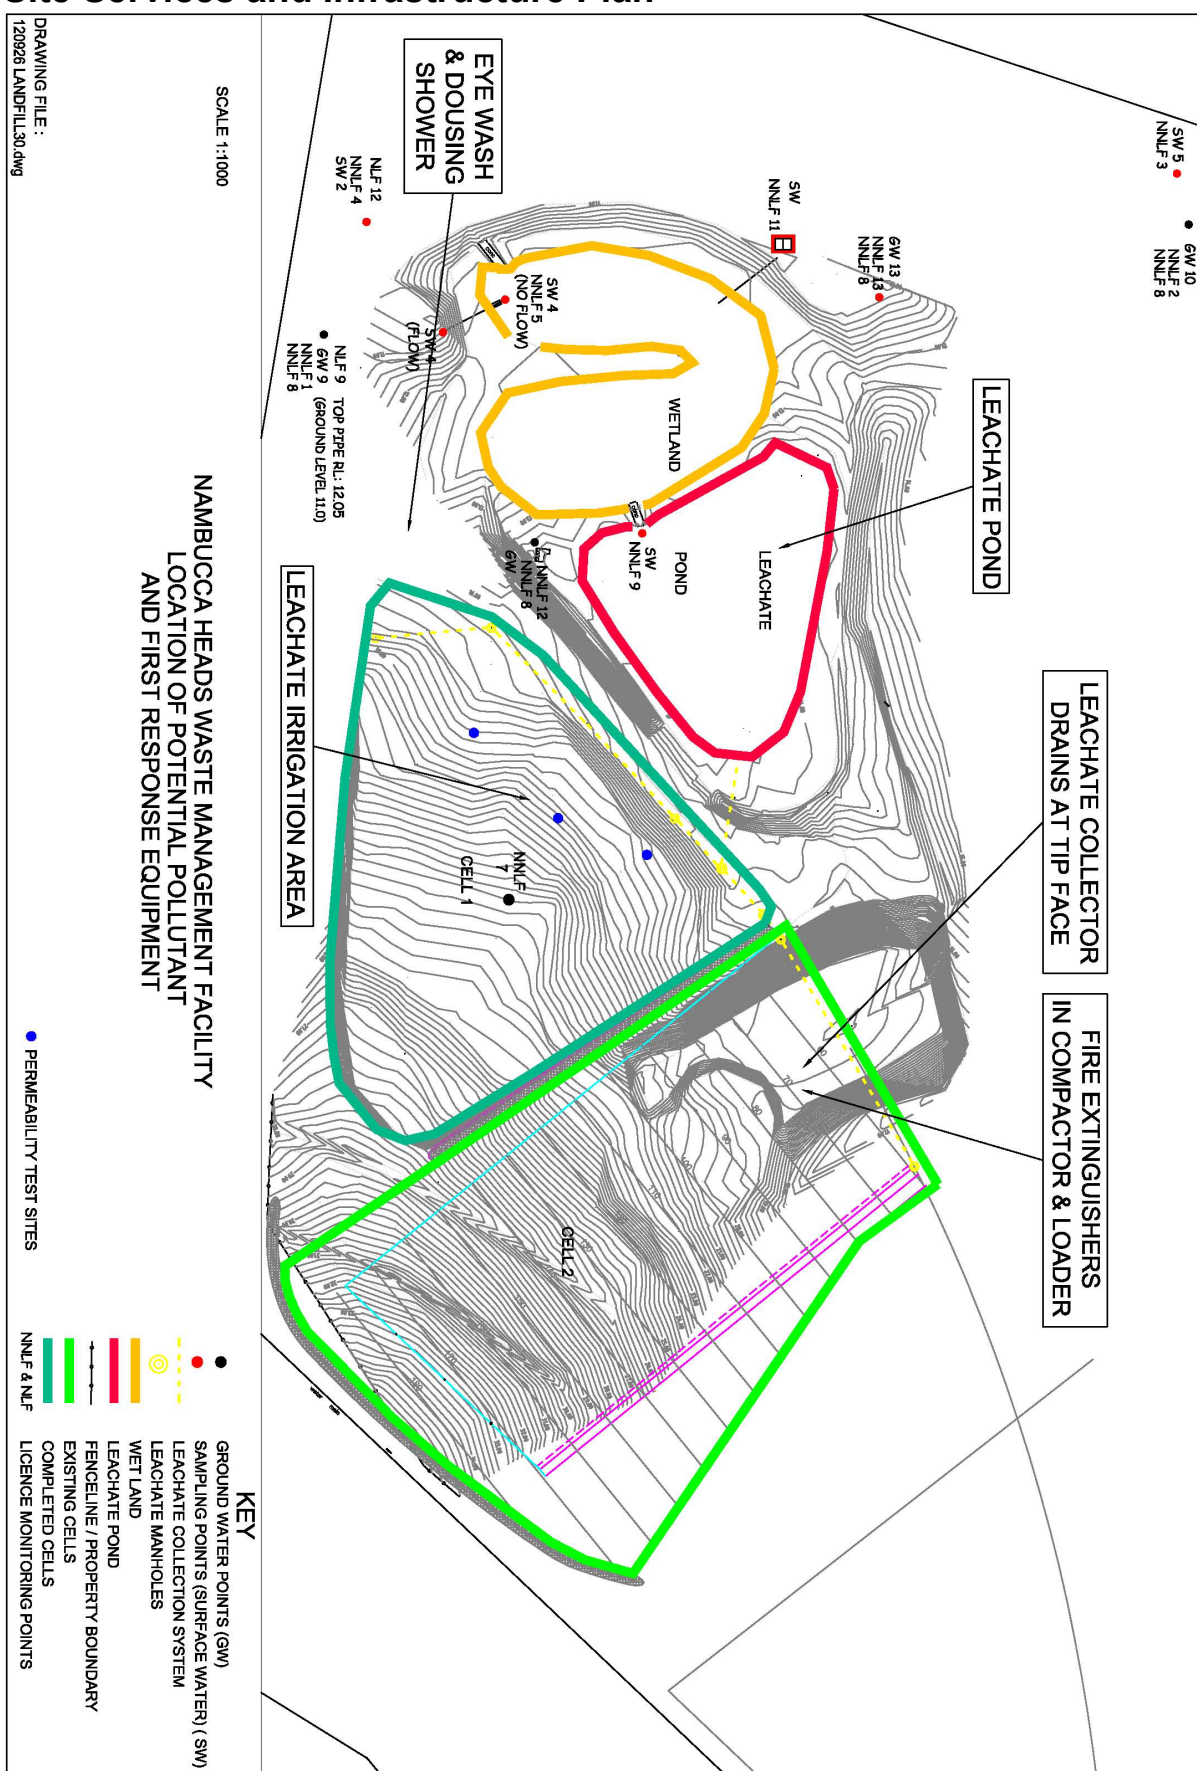 Site Services and Infrastructure Plan
DRAWING FILE :
120926 LANDFILL30.dwg
SCALE 1:1000
EYE WASH
& DOUSING
SHOWER
NLF 12
NNLF 4
SW 2
SW 5
NNLF 3
GW 10
NNLF 2
NNLF 8
SW
NNLF 11
GW 13
NNLF 13
NNLF 8
SW 4
NNLF 5
(NO FLOW)
SW 4
(FLOW)
NLF 9 TOP PIPE RL: 12.05
GW 9 (GROUND LEVEL 11.0)
NNLF 1
NNLF 8
WETLAND
LEACHATE POND
LEACHATE
POND
SW
NNLF 9
NNLF 12
NNLF 8
GW
LEACHATE IRRIGATION AREA
NNLF
7
CELL 1
LEACHATE COLLECTOR
DRAINS AT TIP FACE
FIRE EXTINGUISHERS
IN COMPACTOR & LOADER
70
80
90
100
110
130
CELL 2
NAMBUCCA HEADS WASTE MANAGEMENT FACILITY
LOCATION OF POTENTIAL POLLUTANT
AND FIRST RESPONSE EQUIPMENT
PERMEABILITY TEST SITES
KEY
GROUND WATER POINTS (GW)
SAMPLING POINTS (SURFACE WATER) ( SW)
LEACHATE COLLECTION SYSTEM
LEACHATE MANHOLES
WET LAND
LEACHATE POND
FENCELINE / PROPERTY BOUNDARY
EXISTING CELLS
COMPLETED CELLS
NNLF & NLF LICENCE MONITORING POINTS